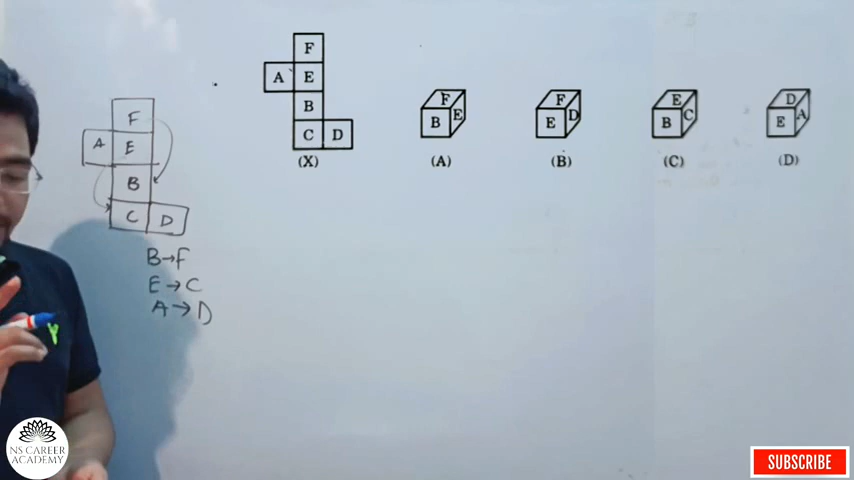 F
A E
B
C D
(X)
F
B E
(A)
F
E D
(B)
E
B C
(C)
D
E A
(D)
F
A E
B
C D
B→F
E→C
A→D
NS CAREER
ACADEMY
SUBSCRIBE